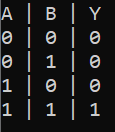 A | B | Y
0 | 0 | 0
0 | 1 | 0
1 | 0 | 0
1 | 1 | 1